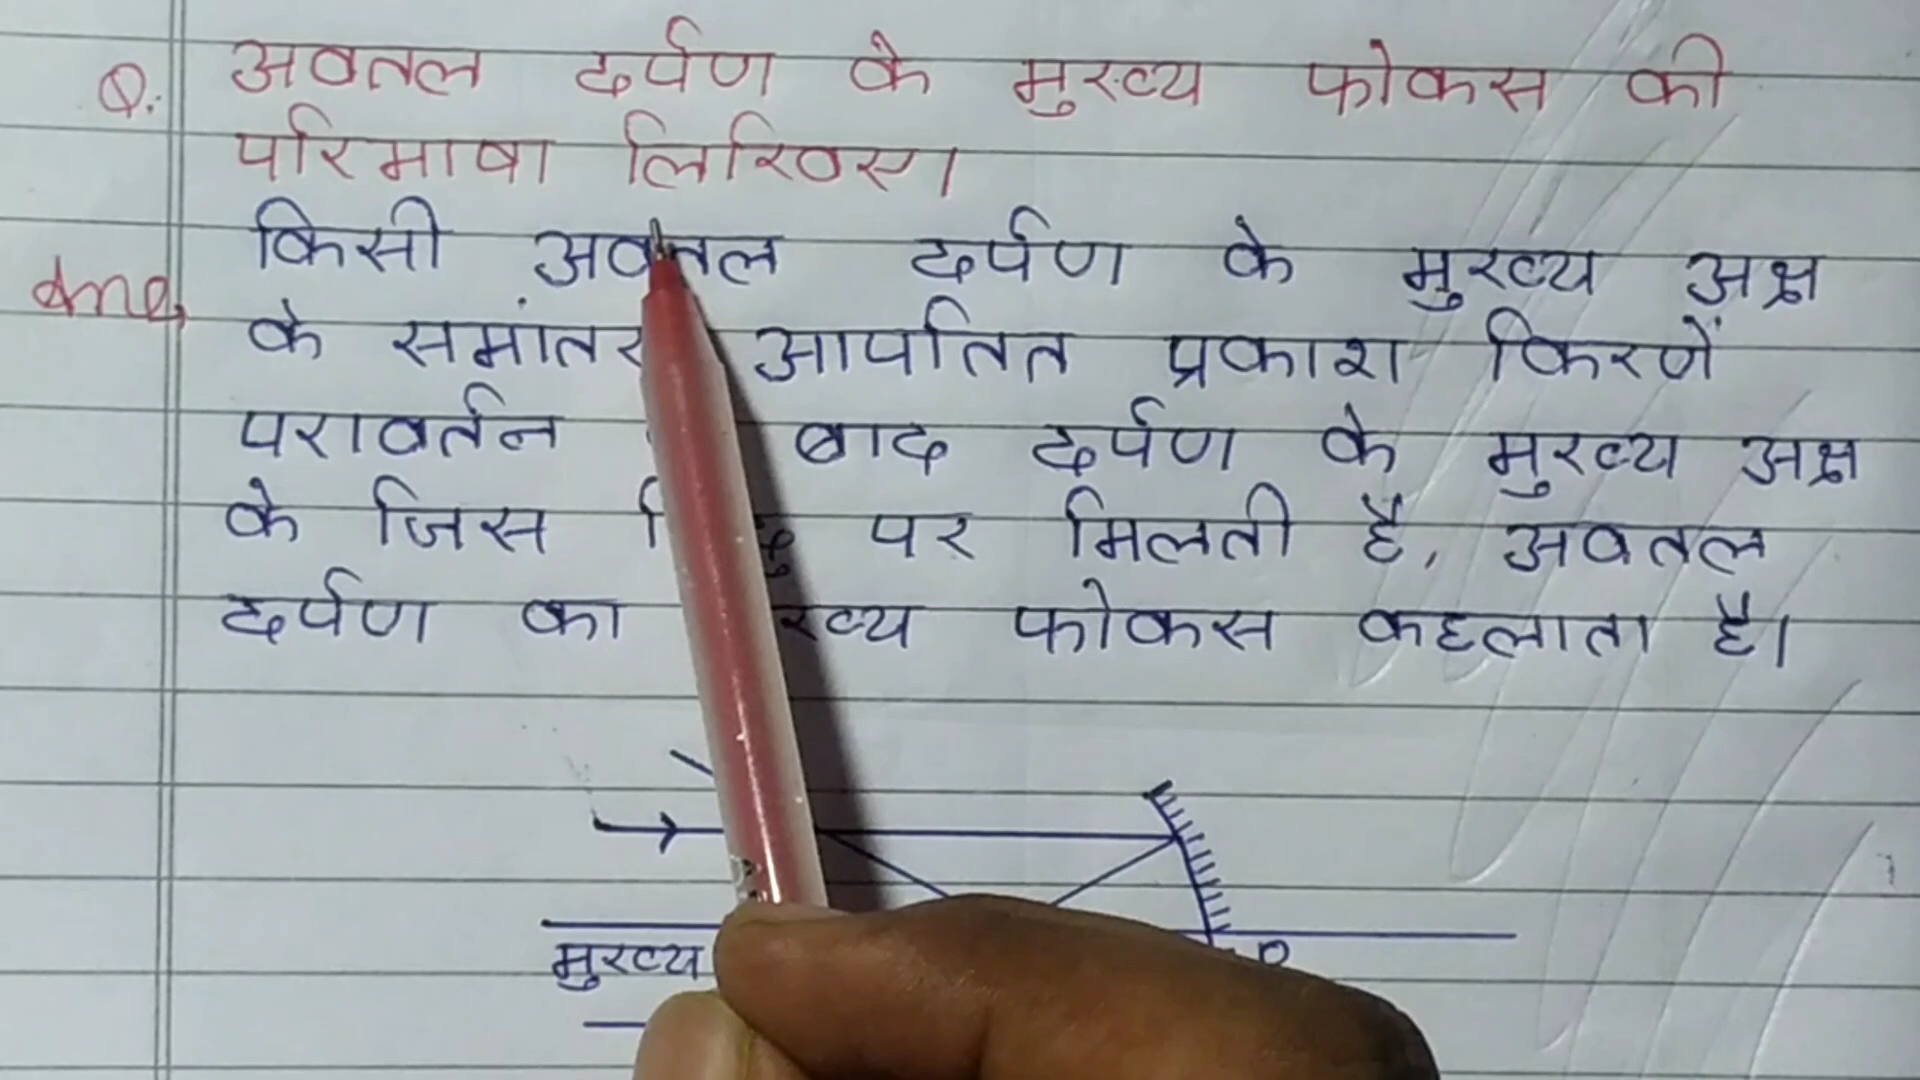 Q. अवतल दर्पण के मुख्य फोकस की
परिभाषा लिखिए।
Ans किसी अवतल दर्पण के मुख्य अक्ष
के समांतर आपतित प्रकाश किरणें
परावर्तन बाद दर्पण के मुख्य अक्ष
के जिस पर मिलती है, अवतल
दर्पण का फोकस कहलाता है।
मुख्य P